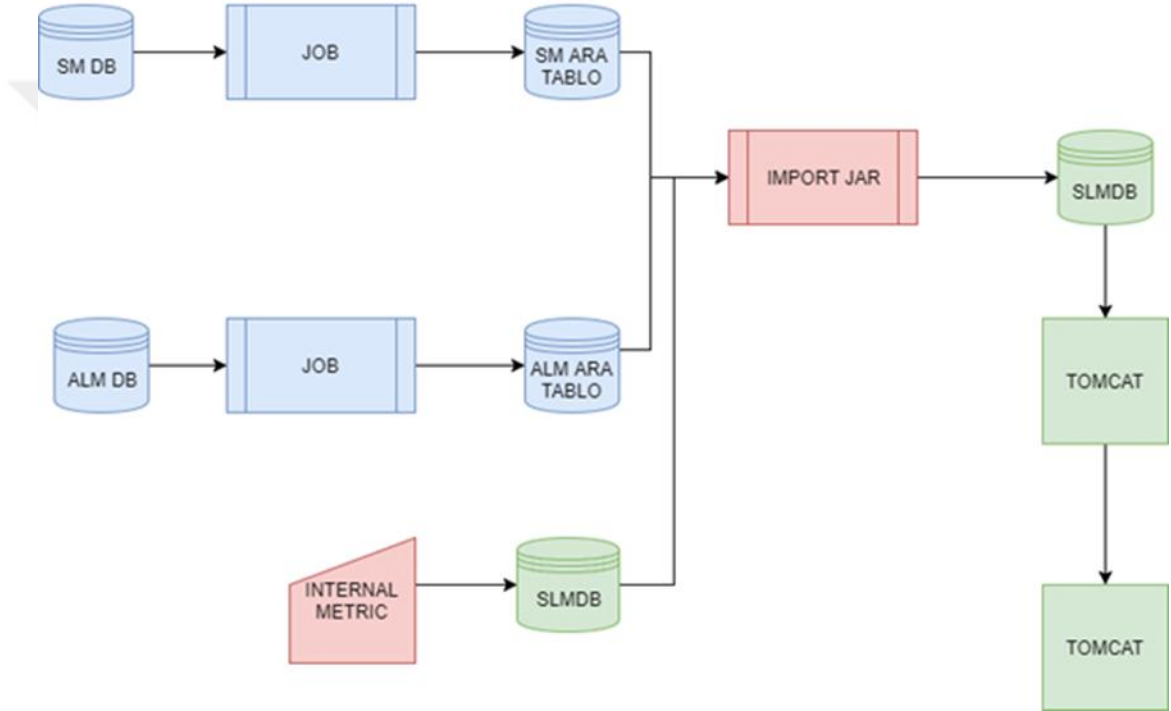 SM DB
JOB
SM ARA
TABLO
IMPORT JAR
SLMDB
ALM DB
JOB
ALM ARA
TABLO
TOMCAT
INTERNAL
METRIC
SLMDB
TOMCAT